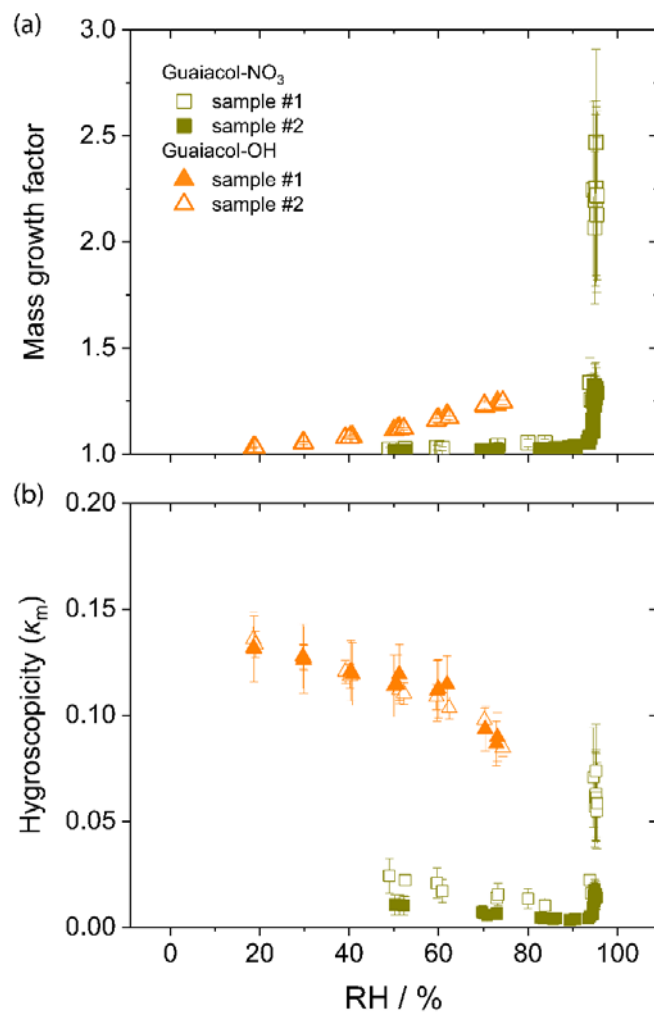 (a)
3.0
2.5
2.0
1.5
1.0
Mass growth factor
Guaiacol-NO₃
sample #1
sample #2
Guaiacol-OH
sample #1
sample #2
(b)
0.20
0.15
0.10
0.05
0.00
Hygroscopicity (κₘ)
0 20 40 60 80 100
RH / %